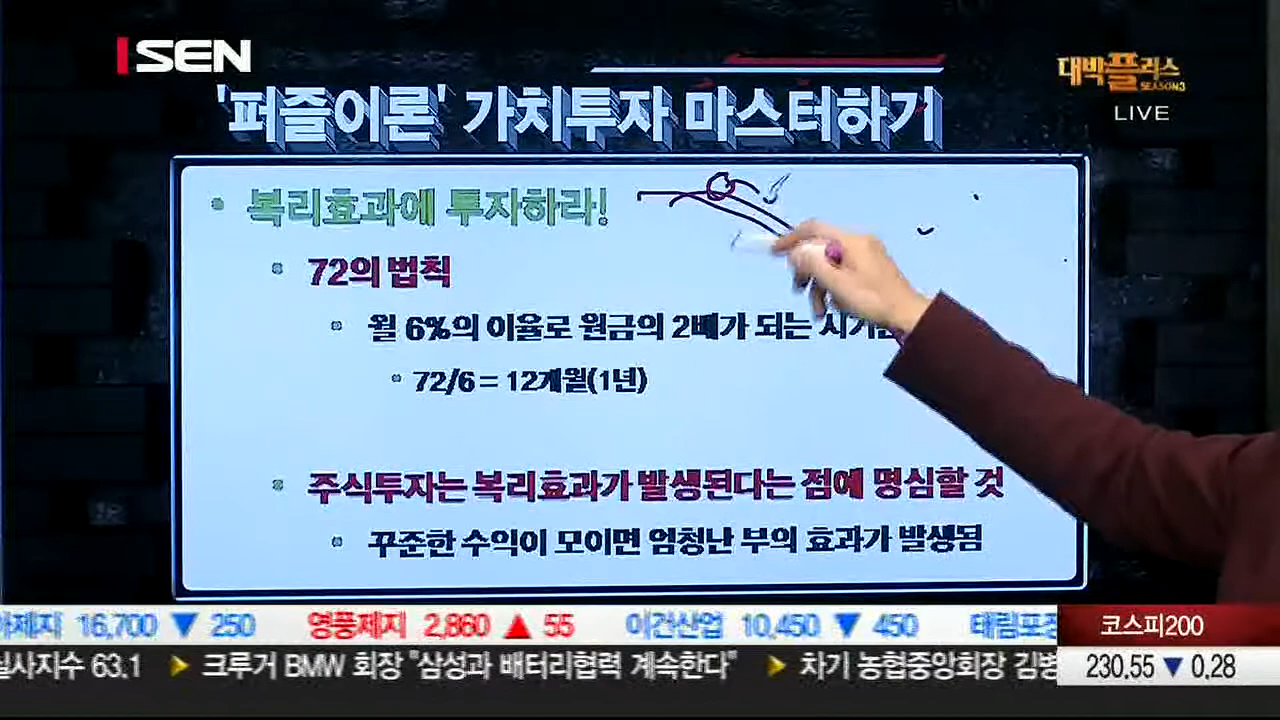 SEN
대박플러스
SEASON3
LIVE
'퍼즐이론' 가치투자 마스터하기
• 복리효과에 투자하라!
72의 법칙
월 6%의 이율로 원금의 2배가 되는 시기는
72/6 = 12개월(1년)
주식투자는 복리효과가 발생된다는 점에 명심할 것
꾸준한 수익이 모이면 엄청난 부의 효과가 발생됨
아제지 16,700 ▼ 250 영풍제지 2,860 ▲ 55 이건산업 10,450 ▼ 450 태림포장
코스피200
실사지수 63.1 ▶ 크루거 BMW 회장 "삼성과 배터리협력 계속한다" ▶ 차기 농협중앙회장 김병
230.55 ▼ 0.28